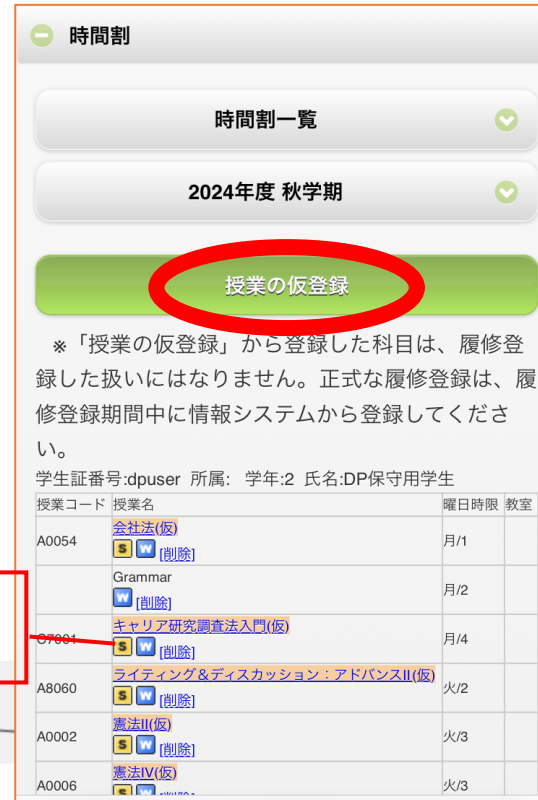 時間割
時間割一覧
2024年度 秋学期
授業の仮登録
※「授業の仮登録」から登録した科目は、履修登
録した扱いにはなりません。正式な履修登録は、履
修登録期間中に情報システムから登録してくださ
い。
学生証番号:dpuser 所属: 学年:2 氏名:DP保守用学生
授業コード 授業名 曜日時限 教室
A0054 会社法(仮) 月/1
S W [削除]
Grammar 月/2
W [削除]
C7001 キャリア研究調査法入門(仮) 月/4
S W [削除]
A8060 ライティング＆ディスカッション：アドバンスII(仮) 火/2
S W [削除]
A0002 憲法II(仮) 火/3
S W [削除]
A0006 憲法IV(仮) 火/3
S W